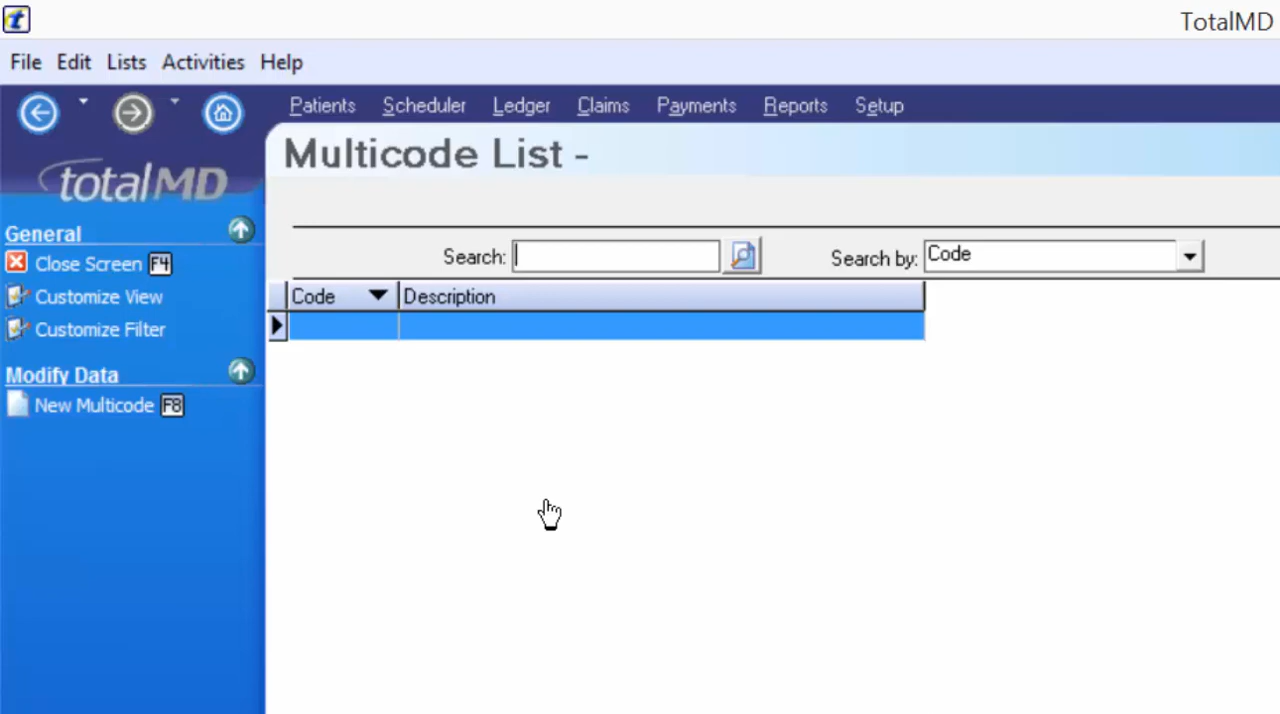 TotalMD
File Edit Lists Activities Help
Patients Scheduler Ledger Claims Payments Reports Setup
Multicode List -
totalMD
General
Close Screen F4
Customize View
Customize Filter
Modify Data
New Multicode F8
Search: Search by: Code
Code Description